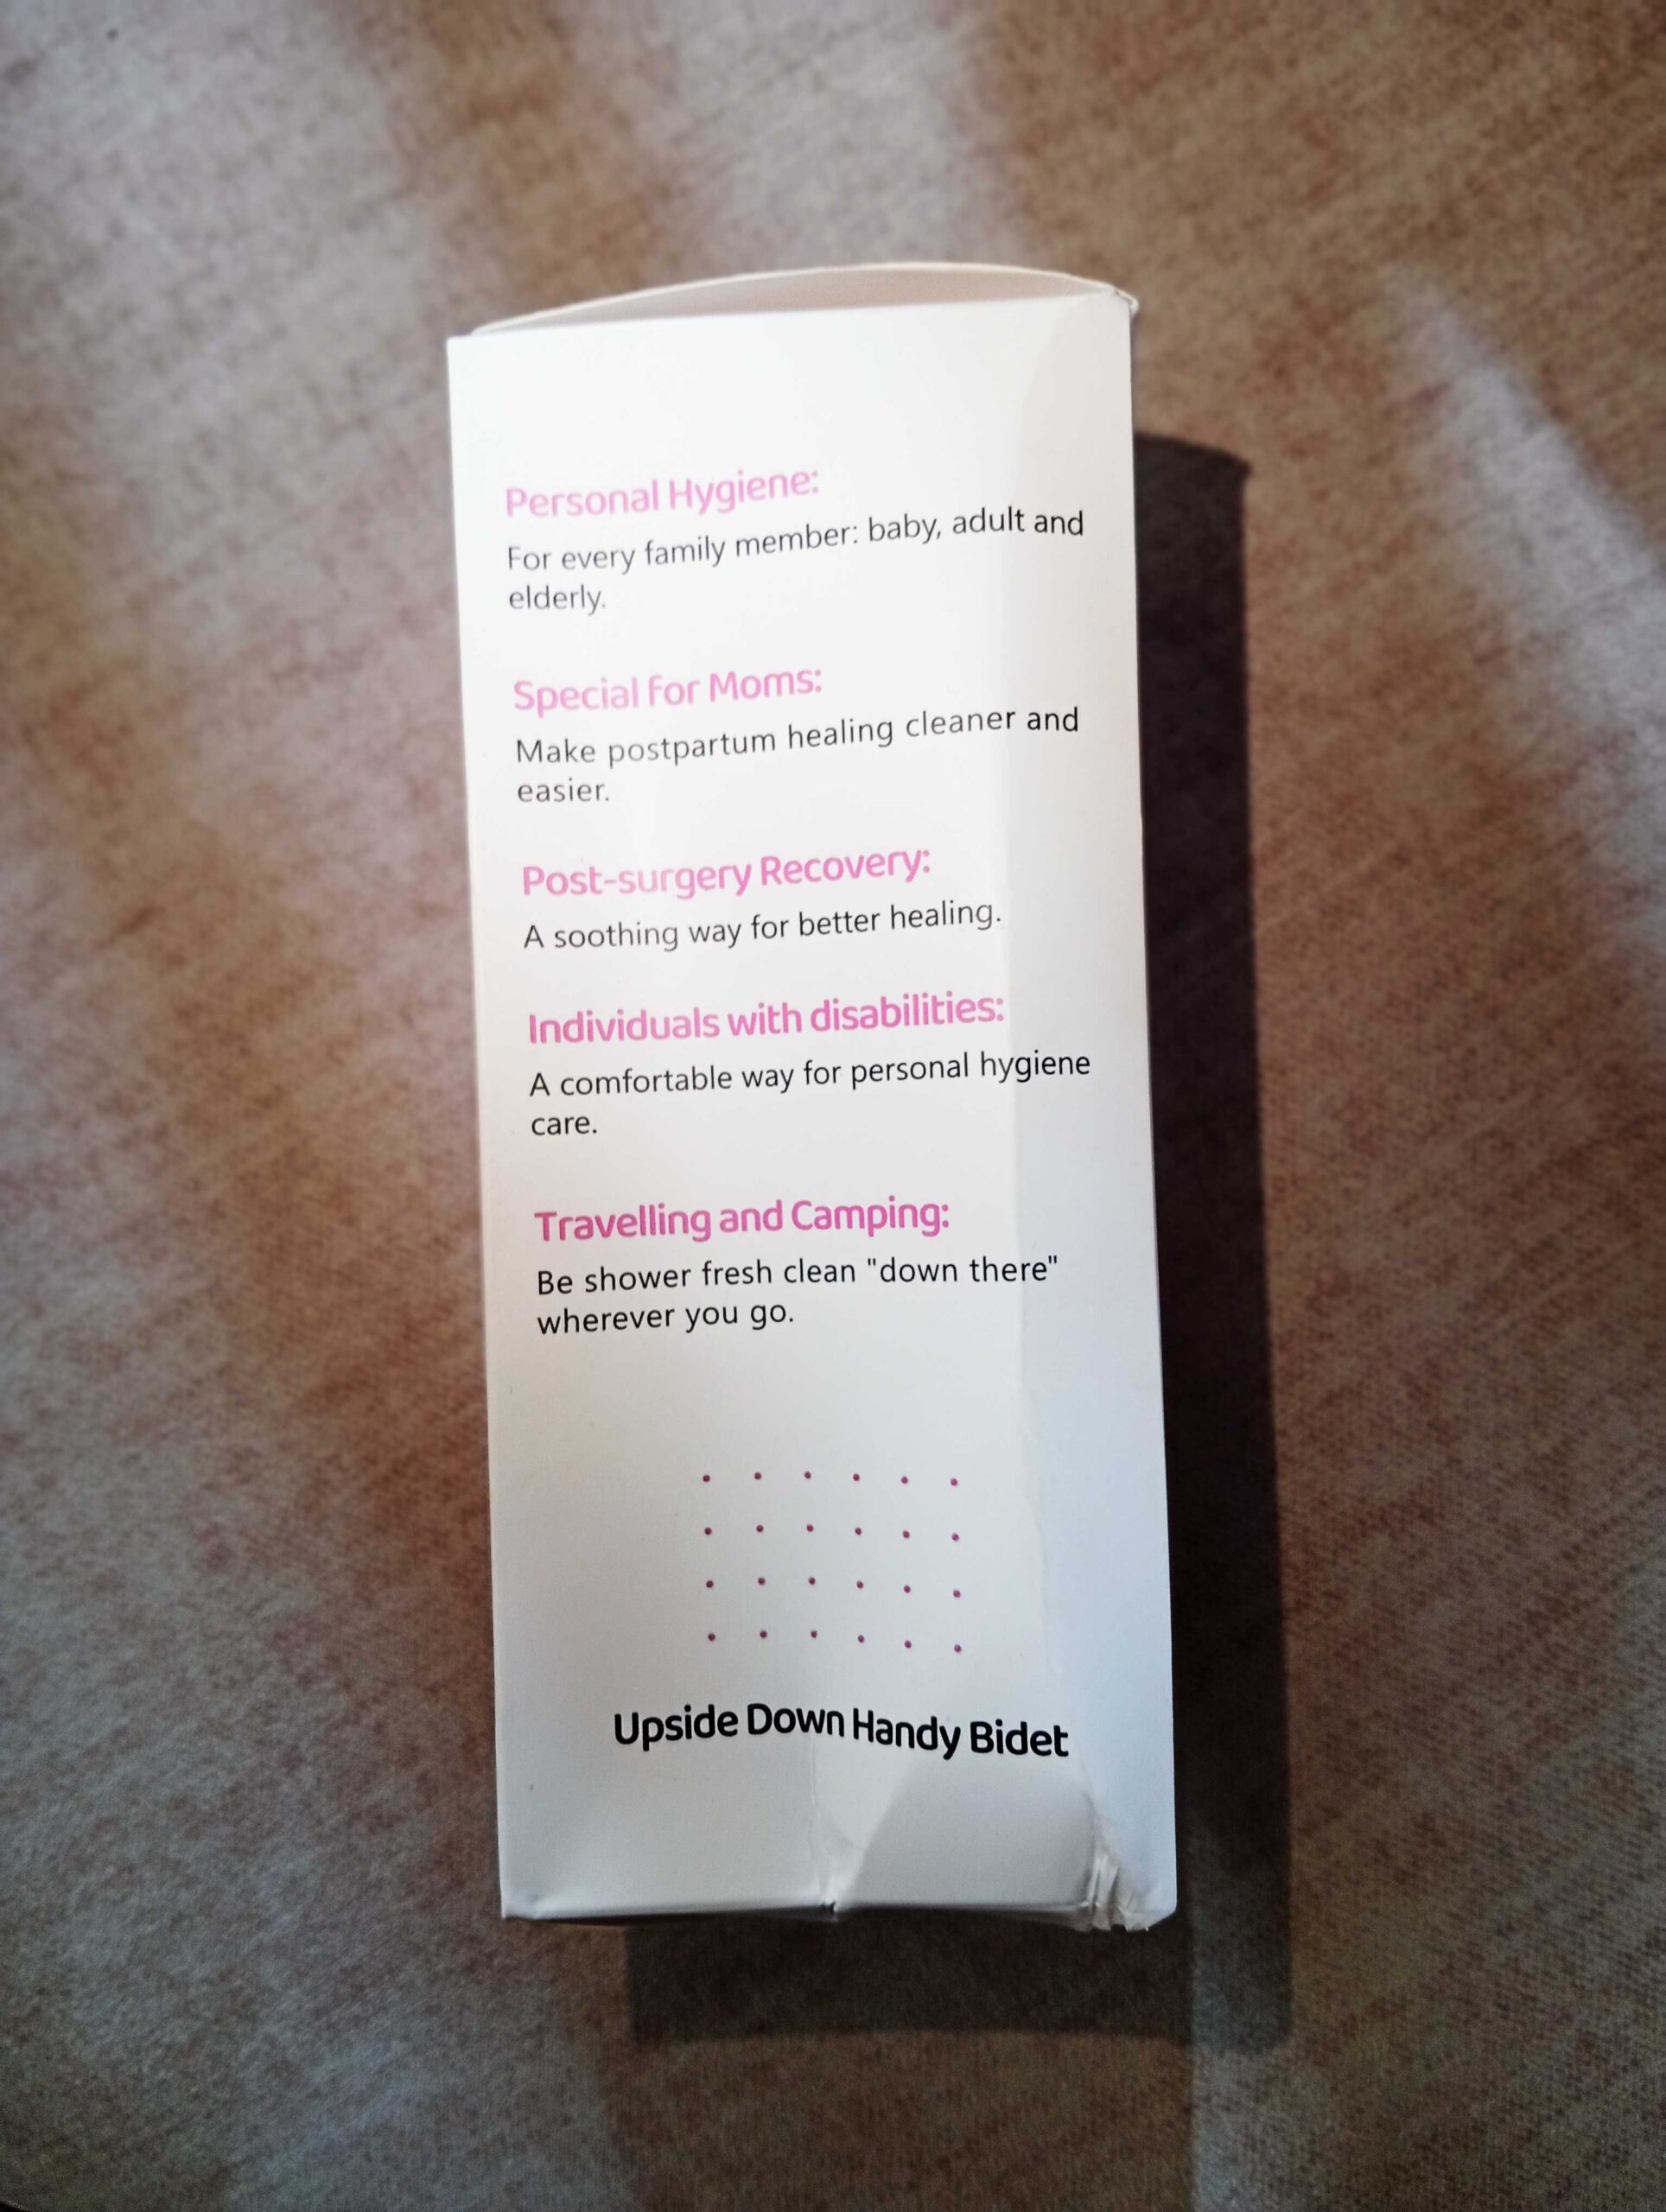 Personal Hygiene:
For every family member: baby, adult and
elderly.
Special for Moms:
Make postpartum healing cleaner and
easier.
Post-surgery Recovery:
A soothing way for better healing.
Individuals with disabilities:
A comfortable way for personal hygiene
care.
Travelling and Camping:
Be shower fresh clean "down there"
wherever you go.
Upside Down Handy Bidet